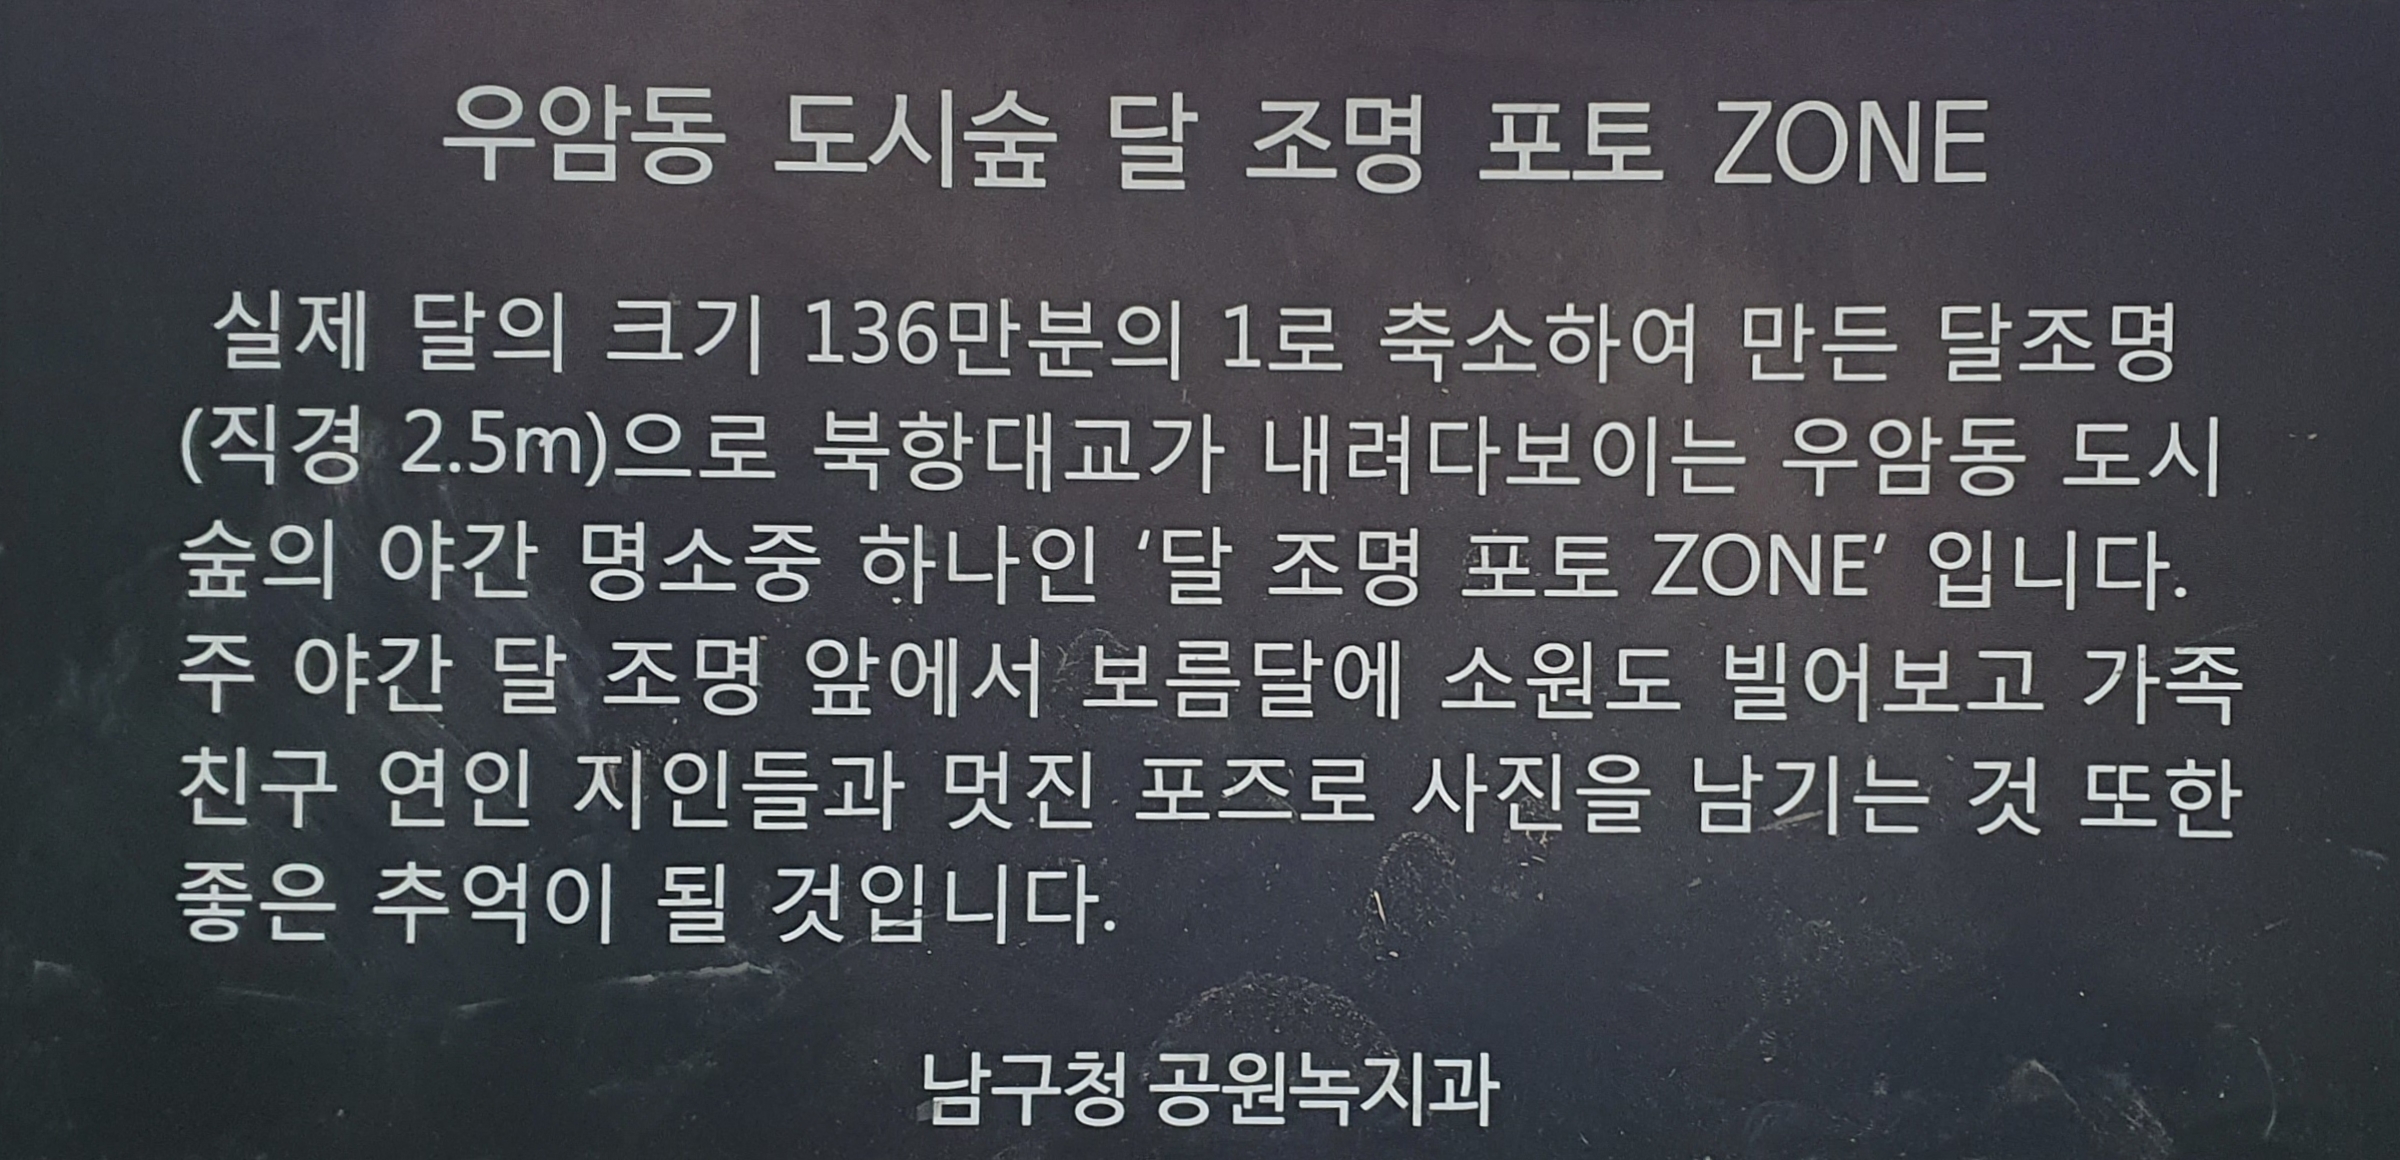 우암동 도시숲 달 조명 포토 ZONE
실제 달의 크기 136만분의 1로 축소하여 만든 달조명
(직경 2.5m)으로 북항대교가 내려다보이는 우암동 도시
숲의 야간 명소중 하나인 ‘달 조명 포토 ZONE’ 입니다.
주 야간 달 조명 앞에서 보름달에 소원도 빌어보고 가족
친구 연인 지인들과 멋진 포즈로 사진을 남기는 것 또한
좋은 추억이 될 것입니다.
남구청 공원녹지과